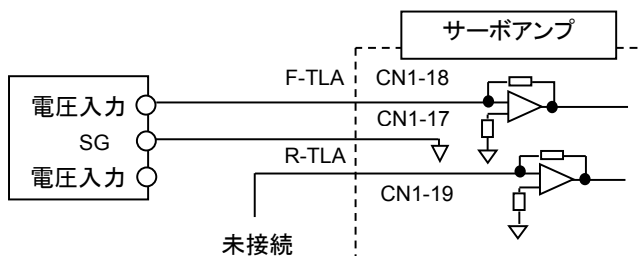 サーボアンプ
F-TLA CN1-18
電圧入力
CN1-17
SG
R-TLA
電圧入力
CN1-19
未接続